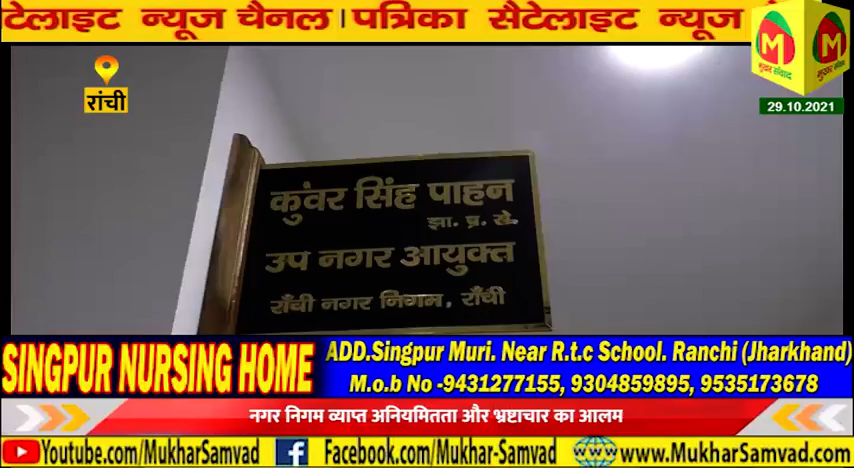 टेलाइट न्यूज चैनल । पत्रिका सैटेलाइट न्यूज
M
मुखर संवाद
M
मुखर संवाद
29.10.2021
रांची
कुंवर सिंह पाहन
झा. प्र. से.
उप नगर आयुक्त
राँची नगर निगम, राँची
SINGPUR NURSING HOME
ADD.Singpur Muri. Near R.t.c School. Ranchi (Jharkhand)
M.o.b No -9431277155, 9304859895, 9535173678
नगर निगम व्याप्त अनियमितता और भ्रष्टाचार का आलम
Youtube.com/MukharSamvad Facebook.com/Mukhar-Samvad www.MukharSamvad.com